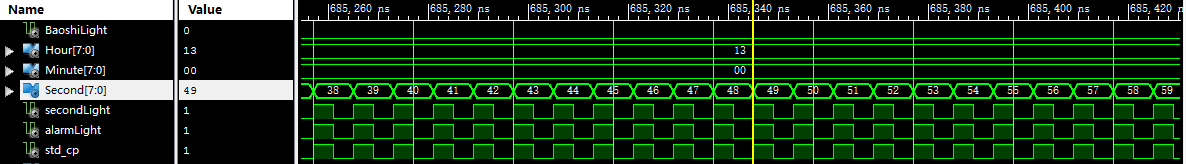 Name Value 685,260 ns 685,280 ns 685,300 ns 685,320 ns 685,340 ns 685,360 ns 685,380 ns 685,400 ns 685,420
BaoshiLight 0
Hour[7:0] 13 13
Minute[7:0] 00 00
Second[7:0] 49 38 39 40 41 42 43 44 45 46 47 48 49 50 51 52 53 54 55 56 57 58 59
secondLight 1
alarmLight 1
std_cp 1